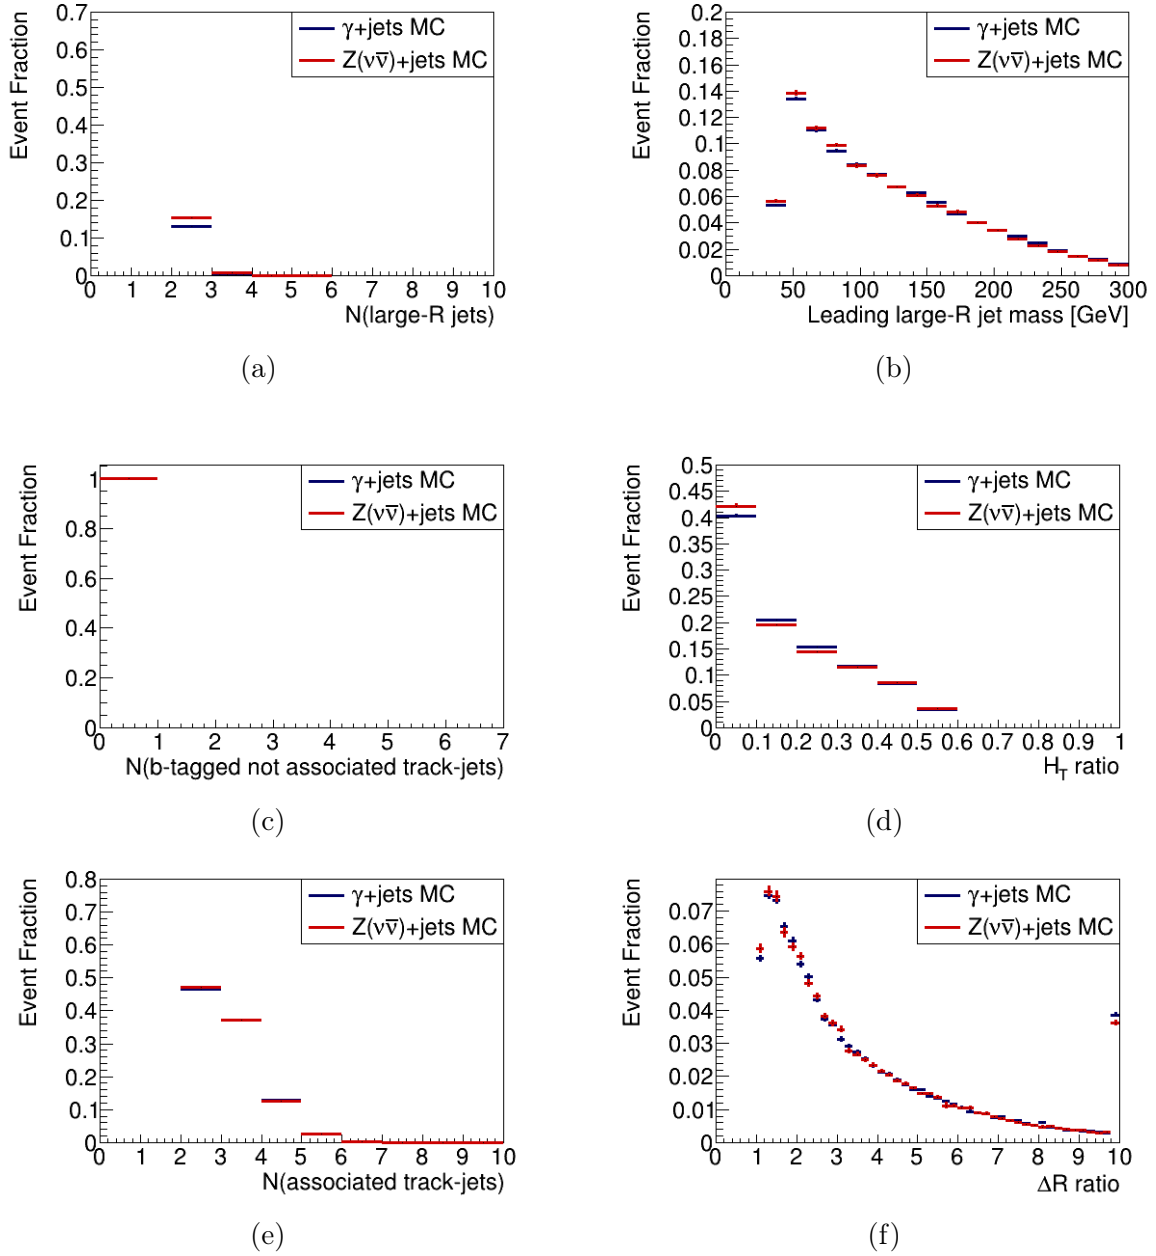 0.7
0.6
0.5
0.4
0.3
0.2
0.1
0
Event Fraction
γ+jets MC
Z(νν̅)+jets MC
0 1 2 3 4 5 6 7 8 9 10
N(large-R jets)
(a)
0.2
0.18
0.16
0.14
0.12
0.1
0.08
0.06
0.04
0.02
0
Event Fraction
γ+jets MC
Z(νν̅)+jets MC
0 50 100 150 200 250 300
Leading large-R jet mass [GeV]
(b)
1
0.8
0.6
0.4
0.2
0
Event Fraction
γ+jets MC
Z(νν̅)+jets MC
0 1 2 3 4 5 6 7
N(b-tagged not associated track-jets)
(c)
0.5
0.45
0.4
0.35
0.3
0.25
0.2
0.15
0.1
0.05
0
Event Fraction
γ+jets MC
Z(νν̅)+jets MC
0 0.1 0.2 0.3 0.4 0.5 0.6 0.7 0.8 0.9 1
H_T ratio
(d)
0.8
0.7
0.6
0.5
0.4
0.3
0.2
0.1
0
Event Fraction
γ+jets MC
Z(νν̅)+jets MC
0 1 2 3 4 5 6 7 8 9 10
N(associated track-jets)
(e)
0.07
0.06
0.05
0.04
0.03
0.02
0.01
0
Event Fraction
γ+jets MC
Z(νν̅)+jets MC
0 1 2 3 4 5 6 7 8 9 10
ΔR ratio
(f)